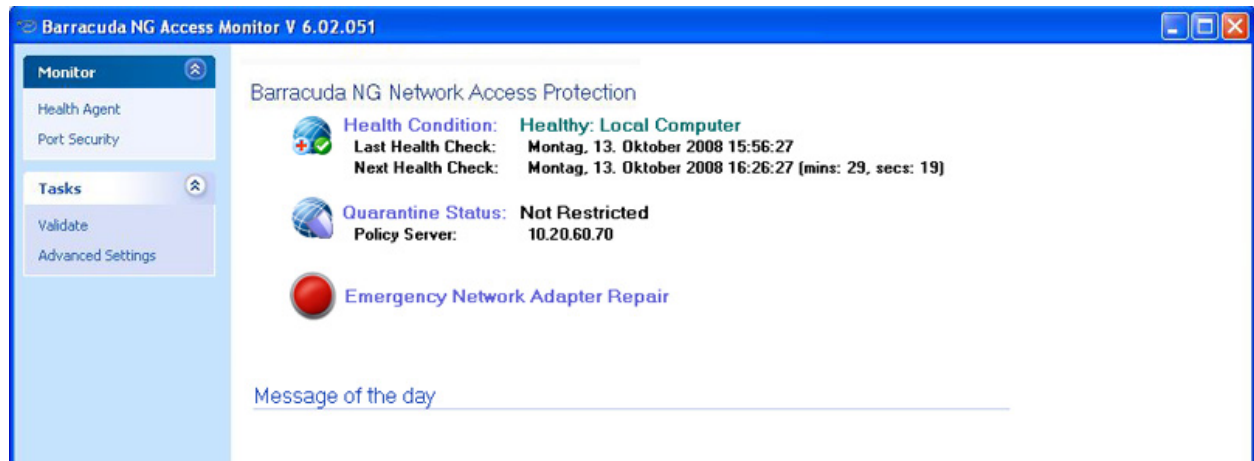 Barracuda NG Access Monitor V 6.02.051
Monitor
Health Agent
Port Security
Tasks
Validate
Advanced Settings
Barracuda NG Network Access Protection
Health Condition: Healthy: Local Computer
Last Health Check: Montag, 13. Oktober 2008 15:56:27
Next Health Check: Montag, 13. Oktober 2008 16:26:27 (mins: 29, secs: 19)
Quarantine Status: Not Restricted
Policy Server: 10.20.60.70
Emergency Network Adapter Repair
Message of the day